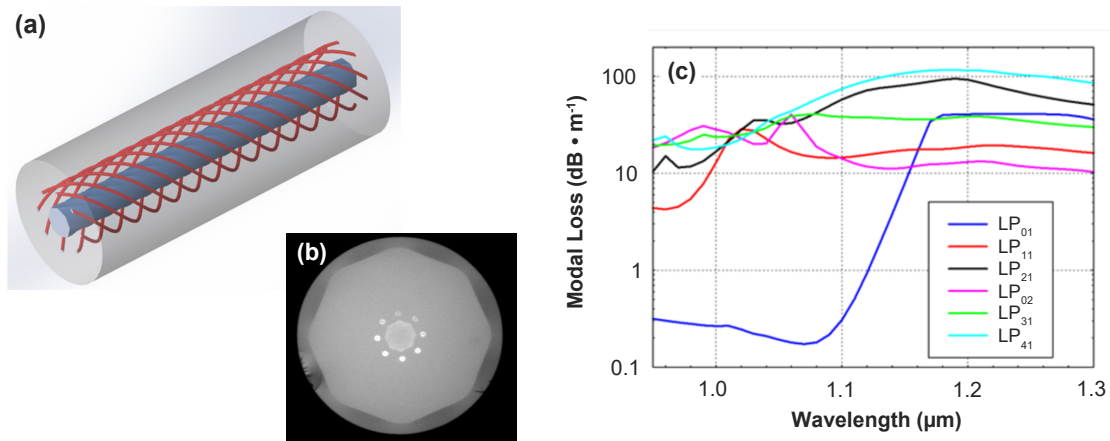 (a)
(b)
(c)
Modal Loss (dB • m⁻¹)
100
10
1
0.1
LP₀₁
LP₁₁
LP₂₁
LP₀₂
LP₃₁
LP₄₁
1.0 1.1 1.2 1.3
Wavelength (µm)